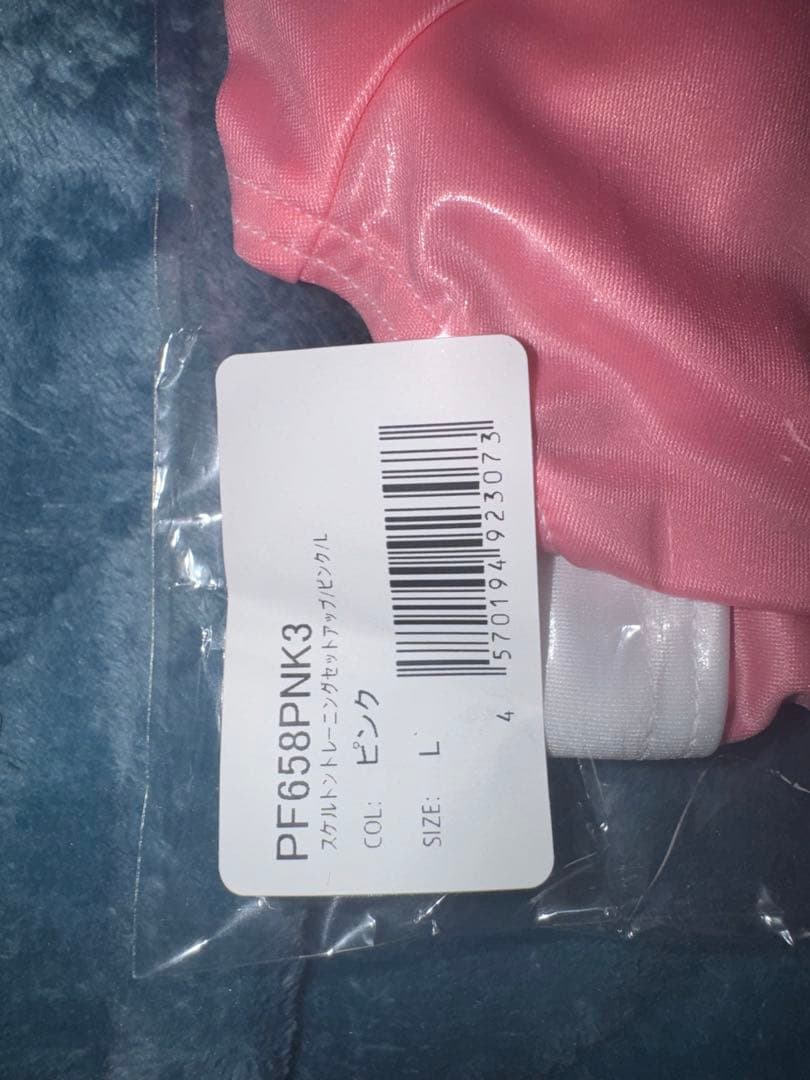 PF658PNK3
スケルトントレーニングセットアップ/ピンク/L
COL: ピンク
SIZE: L
4 570194 923073